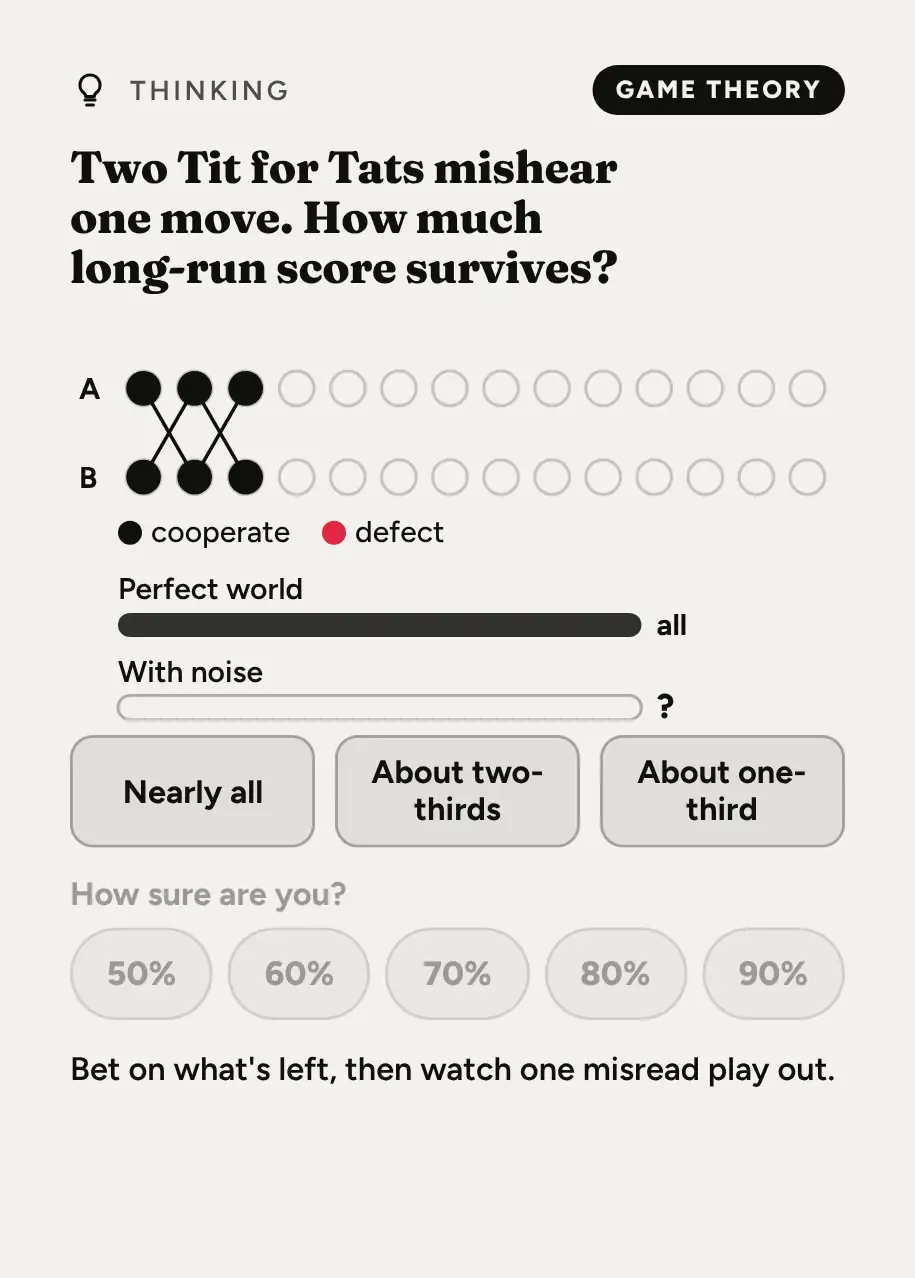 THINKING
GAME THEORY
Two Tit for Tats mishear
one move. How much
long-run score survives?
A
B
cooperate defect
Perfect world
all
With noise
?
Nearly all
About two-
thirds
About one-
third
How sure are you?
50% 60% 70% 80% 90%
Bet on what's left, then watch one misread play out.